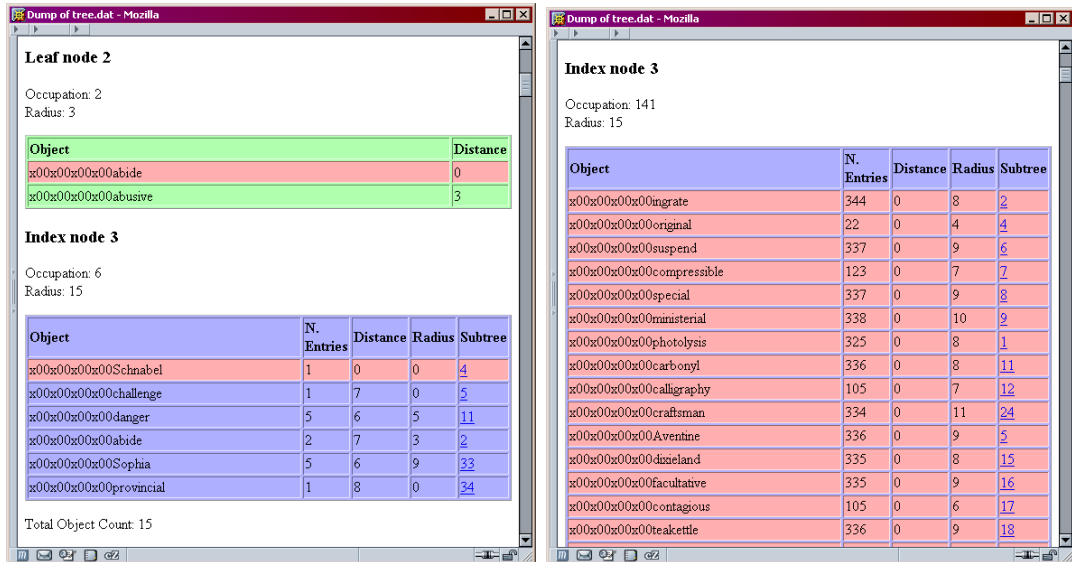 Dump of tree.dat - Mozilla
Leaf node 2
Occupation: 2
Radius: 3
Object Distance
x00x00x00x00abide 0
x00x00x00x00abusive 3
Index node 3
Occupation: 6
Radius: 15
Object N. Entries Distance Radius Subtree
x00x00x00x00Schnabel 1 0 0 4
x00x00x00x00challenge 1 7 0 5
x00x00x00x00danger 5 6 5 11
x00x00x00x00abide 2 7 3 2
x00x00x00x00Sophia 5 6 9 33
x00x00x00x00provincial 1 8 0 34
Total Object Count: 15
Dump of tree.dat - Mozilla
Index node 3
Occupation: 141
Radius: 15
Object N. Entries Distance Radius Subtree
x00x00x00x00ingrate 344 0 8 2
x00x00x00x00original 22 0 4 4
x00x00x00x00suspend 337 0 9 6
x00x00x00x00compressible 123 0 7 7
x00x00x00x00special 337 0 9 8
x00x00x00x00ministerial 338 0 10 9
x00x00x00x00photolysis 325 0 8 1
x00x00x00x00carbonyl 336 0 8 11
x00x00x00x00calligraphy 105 0 7 12
x00x00x00x00craftsman 334 0 11 24
x00x00x00x00Aventine 336 0 9 5
x00x00x00x00dixieland 335 0 8 15
x00x00x00x00facultative 335 0 9 16
x00x00x00x00contagious 105 0 6 17
x00x00x00x00teakettle 336 0 9 18